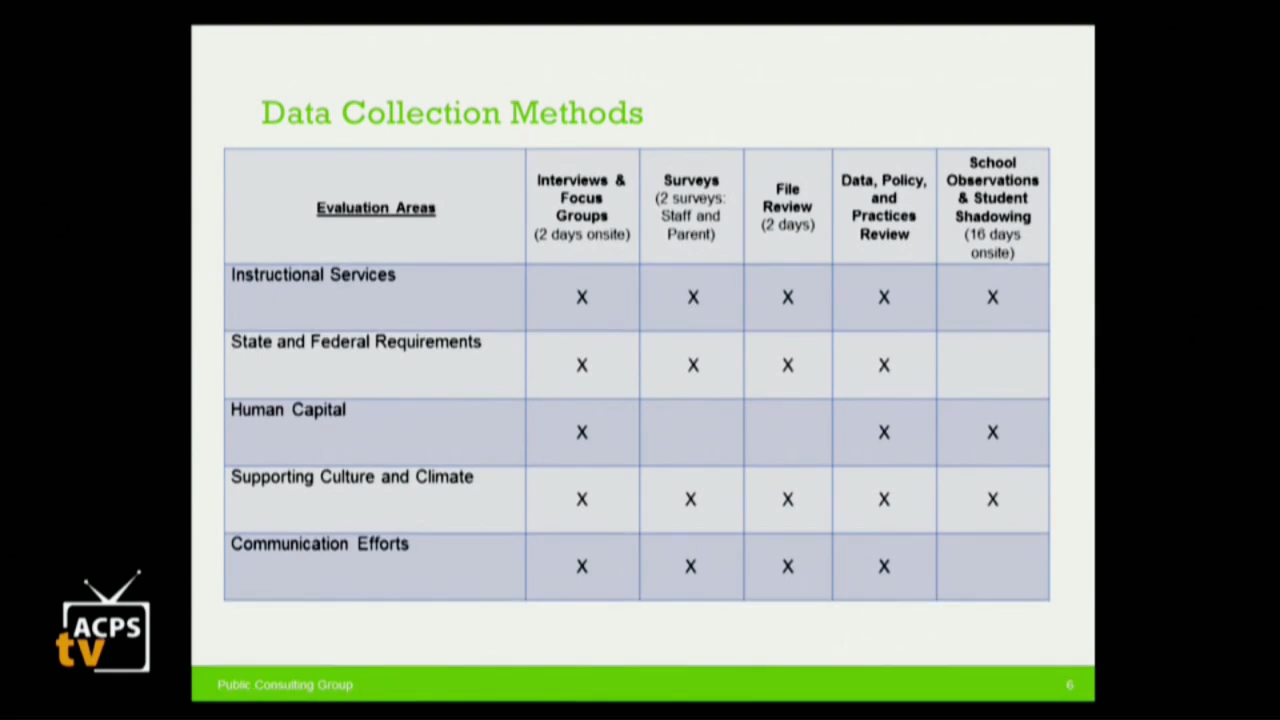 Data Collection Methods
Evaluation Areas
Interviews &
Focus
Groups
(2 days onsite)
Surveys
(2 surveys:
Staff and
Parent)
File
Review
(2 days)
Data, Policy,
and
Practices
Review
School
Observations
& Student
Shadowing
(16 days
onsite)
Instructional Services
X X X X X
State and Federal Requirements
X X X X
Human Capital
X X X
Supporting Culture and Climate
X X X X X
Communication Efforts
X X X X
ACPS
tv
Public Consulting Group
6